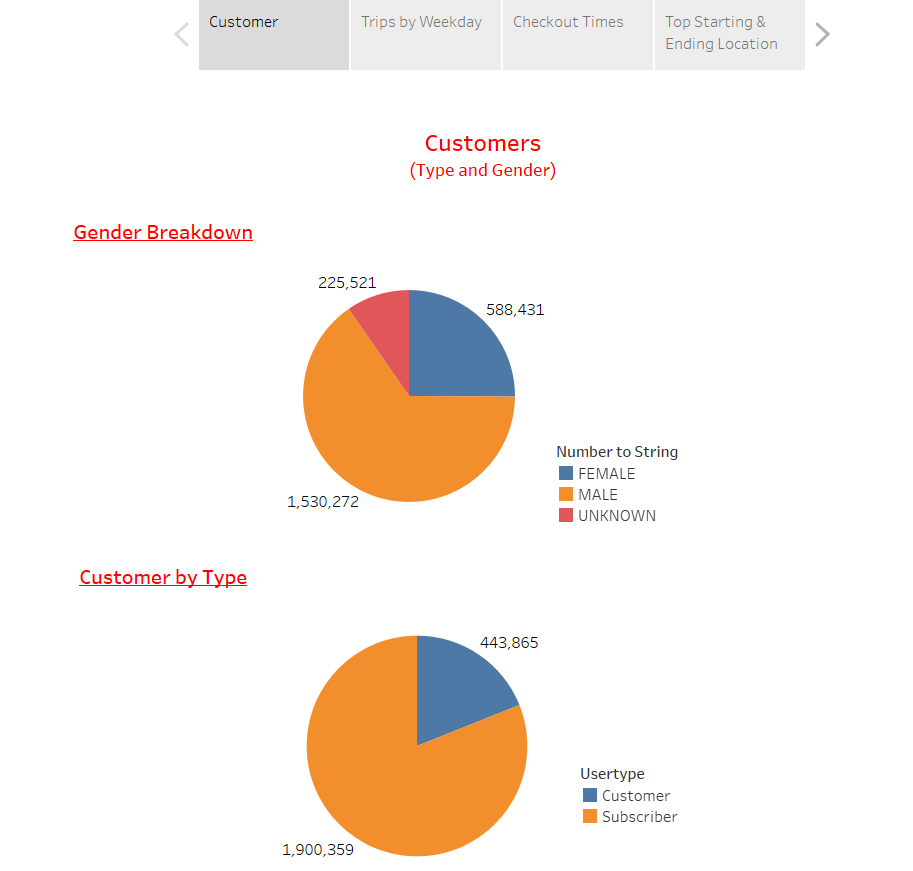 Customer
Trips by Weekday
Checkout Times
Top Starting &
Ending Location
Customers
(Type and Gender)
Gender Breakdown
225,521
588,431
1,530,272
Number to String
FEMALE
MALE
UNKNOWN
Customer by Type
443,865
1,900,359
Usertype
Customer
Subscriber